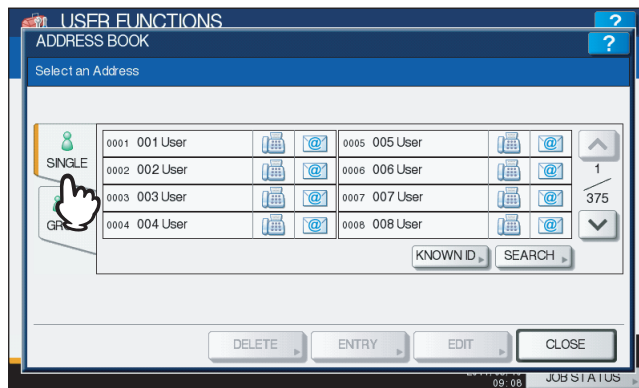 USER FUNCTIONS ?
ADDRESS BOOK ?
Select an Address
SINGLE
0001 001 User @ 0005 005 User @
0002 002 User @ 0006 006 User @
0003 003 User @ 0007 007 User @
0004 004 User @ 0008 008 User @
1
375
KNOWN ID SEARCH
DELETE ENTRY EDIT CLOSE
09:08 JOB STATUS